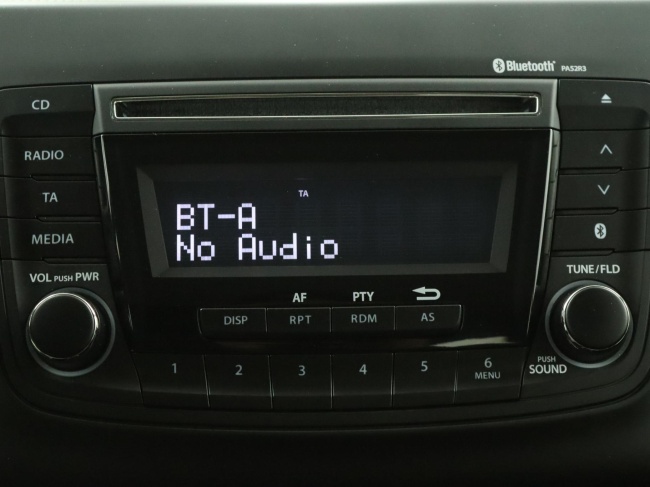 Bluetooth® PA52R3
CD
RADIO
TA
TA
BT-A
MEDIA
No Audio
VOL PUSH PWR
TUNE/FLD
AF PTY
DISP RPT RDM AS
1 2 3 4 5 6
MENU
PUSH
SOUND